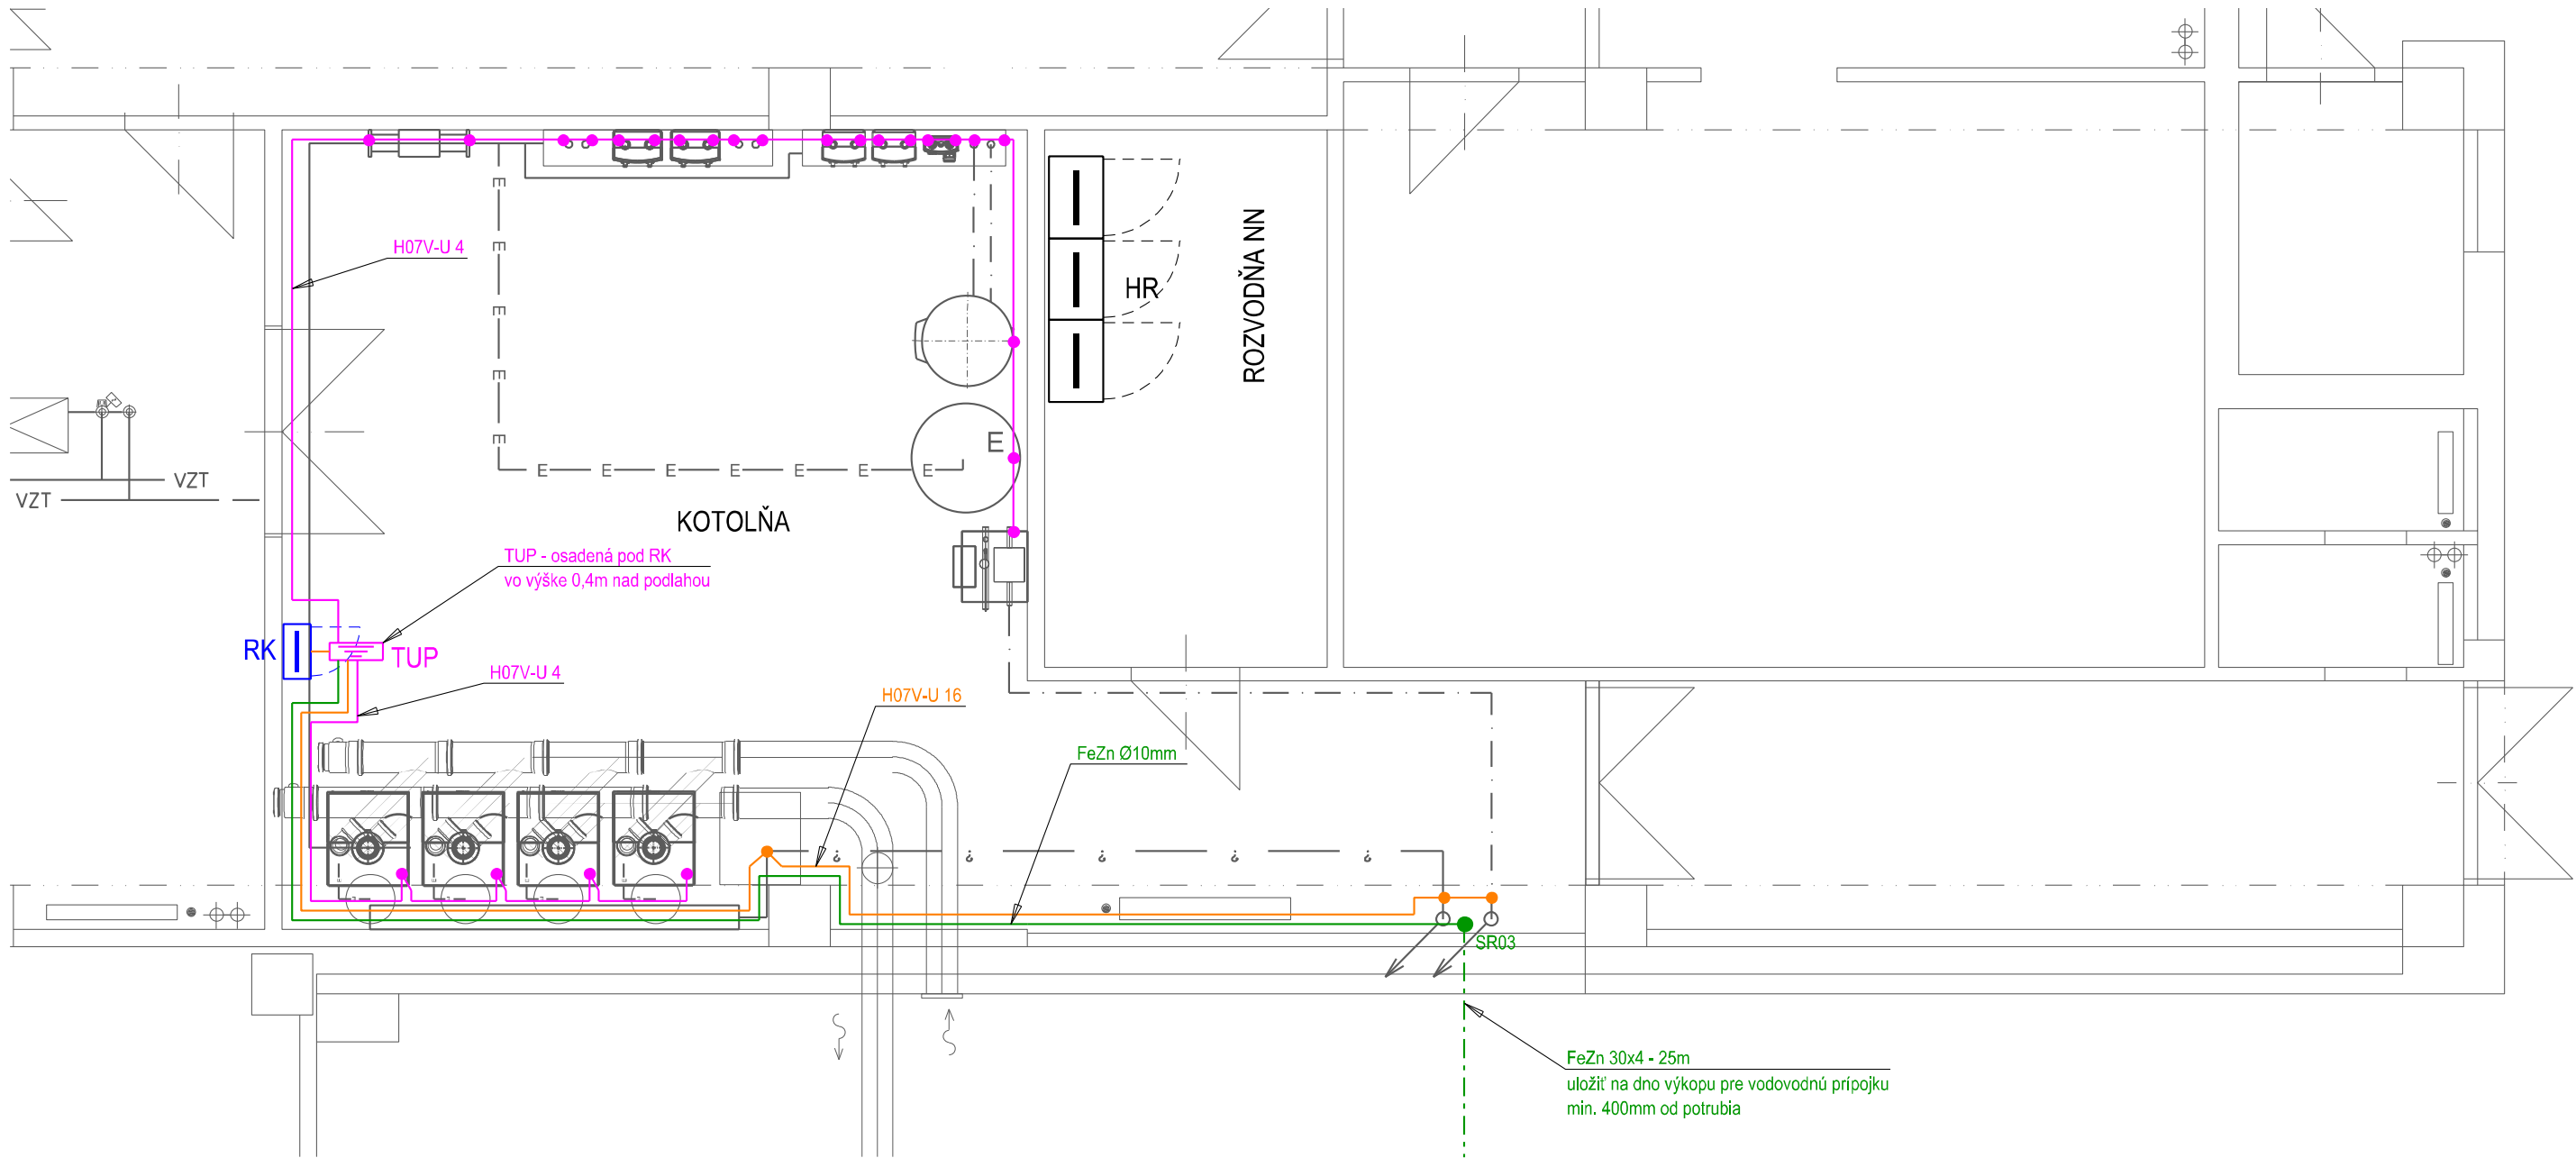 H07V-U 4
HR
ROZVODŇA NN
E
E
E
E
E
E
E E E E E E E
VZT
VZT
KOTOLŇA
TUP - osadená pod RK
vo výške 0,4m nad podlahou
RK
TUP
H07V-U 4
H07V-U 16
FeZn Ø10mm
SR03
FeZn 30x4 - 25m
uložiť na dno výkopu pre vodovodnú prípojku
min. 400mm od potrubia